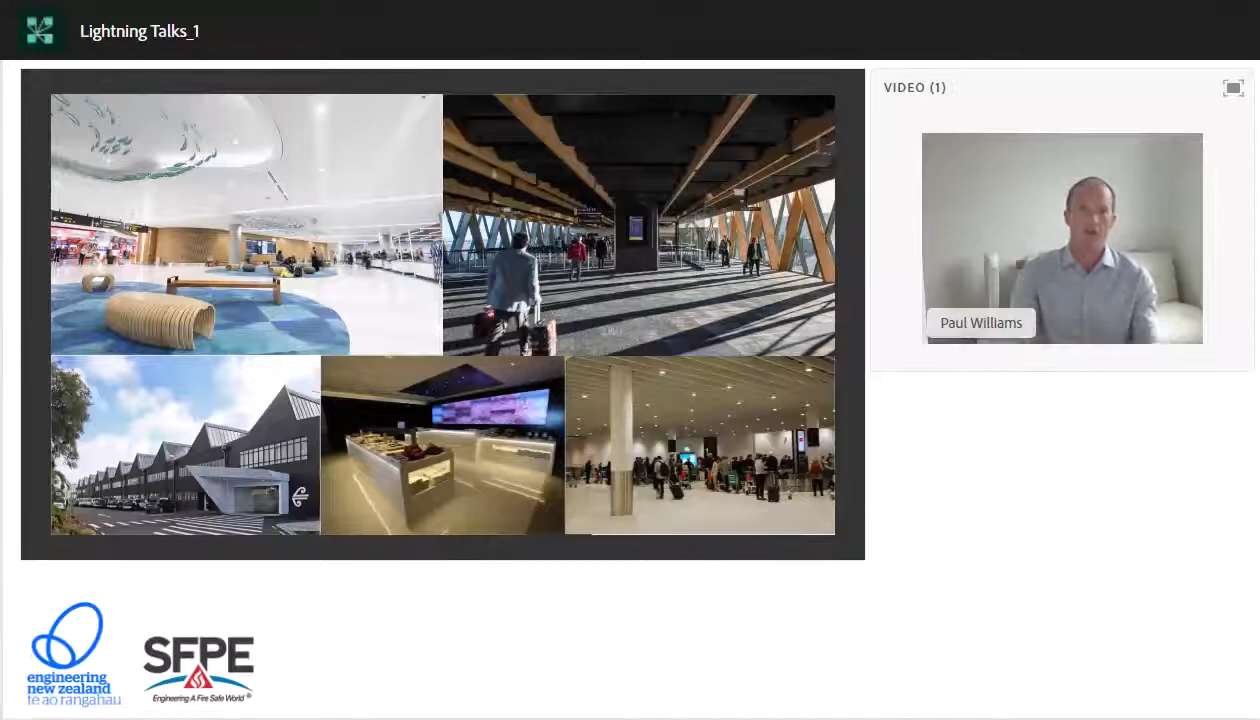 Lightning Talks_1
VIDEO (1)
Paul Williams
engineering
new zealand
te ao rangahau
SFPE
Engineering A Fire Safe World ®